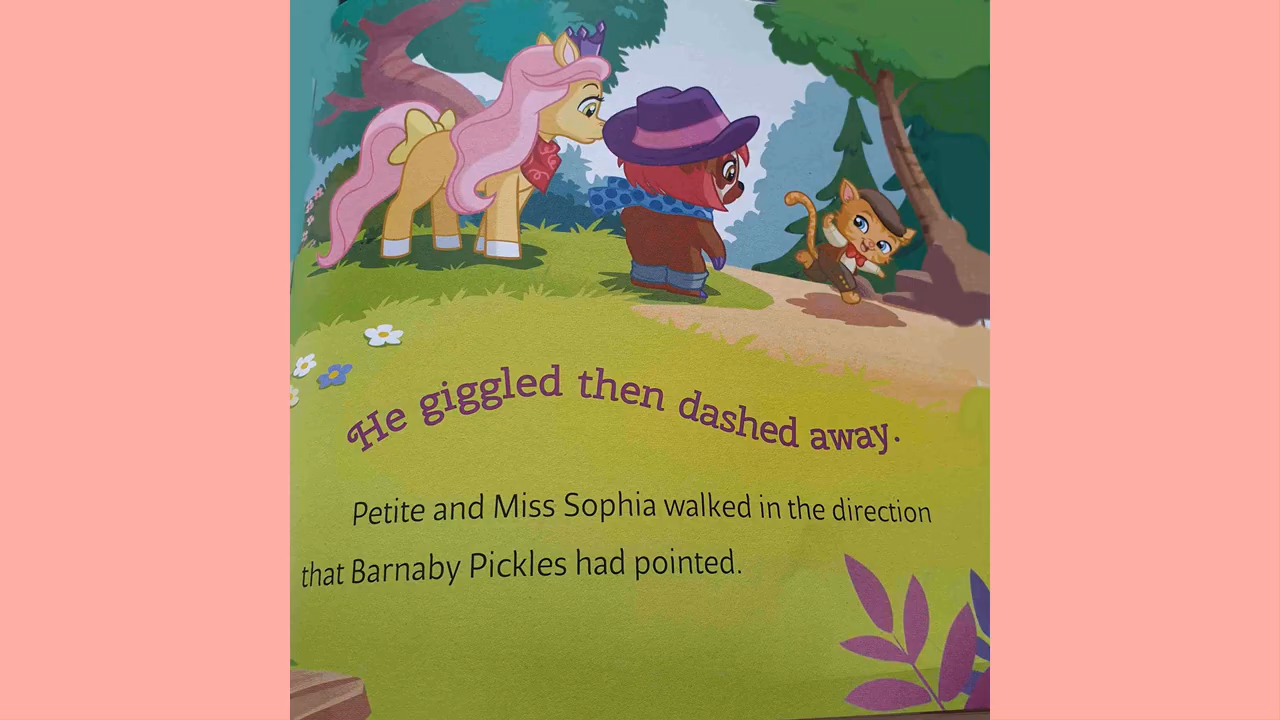 He giggled then dashed away.
Petite and Miss Sophia walked in the direction
that Barnaby Pickles had pointed.